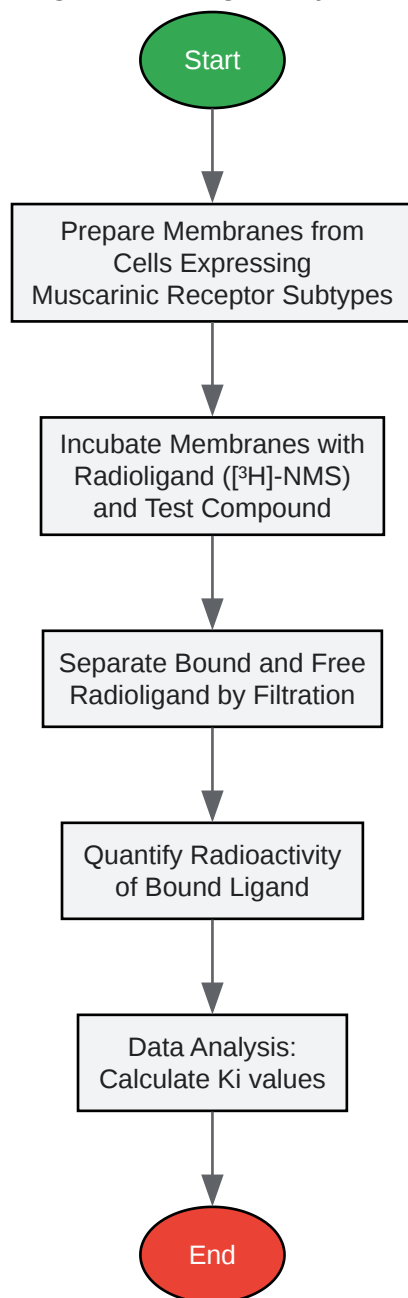 Start
Prepare Membranes from
Cells Expressing
Muscarinic Receptor Subtypes
Incubate Membranes with
Radioligand ([³H]-NMS)
and Test Compound
Separate Bound and Free
Radioligand by Filtration
Quantify Radioactivity
of Bound Ligand
Data Analysis:
Calculate Ki values
End